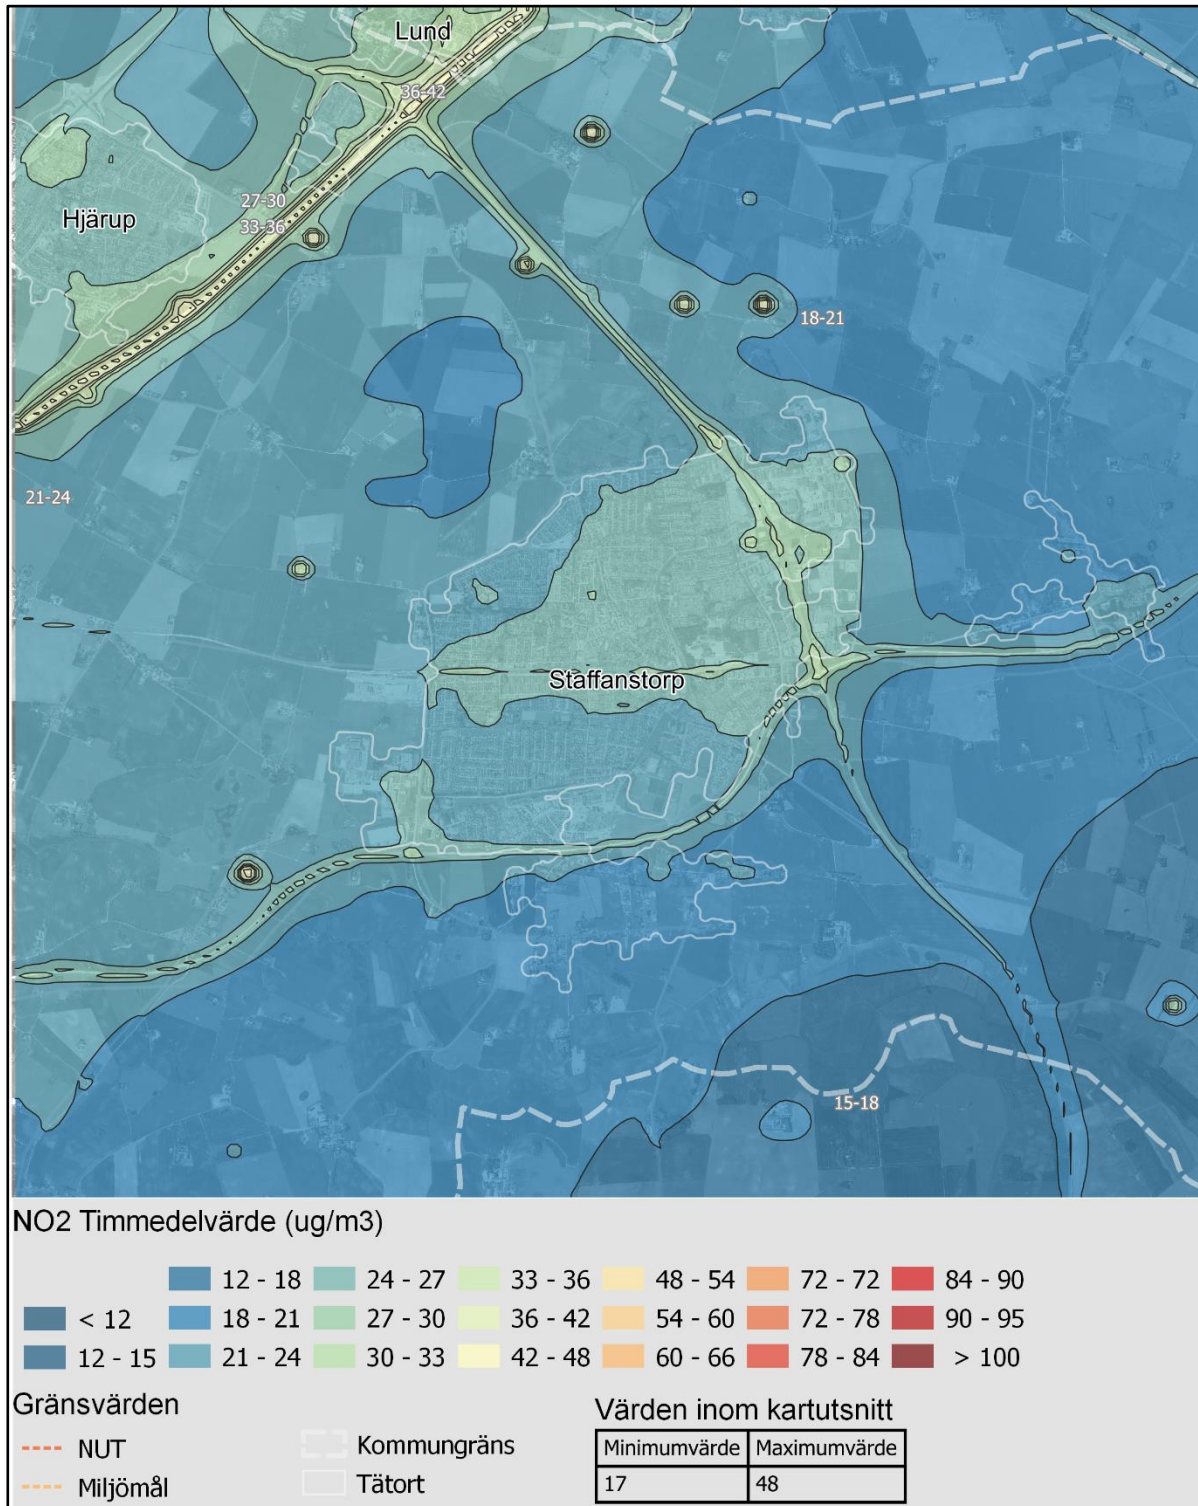 Lund
36-42
27-30
Hjärup
33-36
18-21
21-24
Staffanstorp
15-18
NO2 Timmedelvärde (ug/m3)
12 - 18 24 - 27 33 - 36 48 - 54 72 - 72 84 - 90
< 12 18 - 21 27 - 30 36 - 42 54 - 60 72 - 78 90 - 95
12 - 15 21 - 24 30 - 33 42 - 48 60 - 66 78 - 84 > 100
Gränsvärden
NUT
Miljömål
Kommungräns
Tätort
Värden inom kartutsnitt
Minimumvärde Maximumvärde
17 48